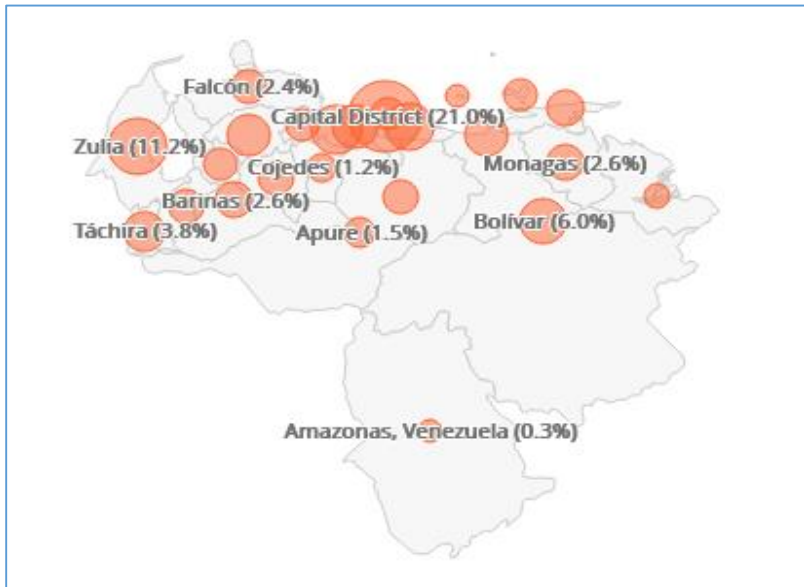 Falcón (2.4%)
Capital District (21.0%)
Zulia (11.2%)
Cojedes (1.2%)
Monagas (2.6%)
Barinas (2.6%)
Táchira (3.8%)
Apure (1.5%)
Bolívar (6.0%)
Amazonas, Venezuela (0.3%)